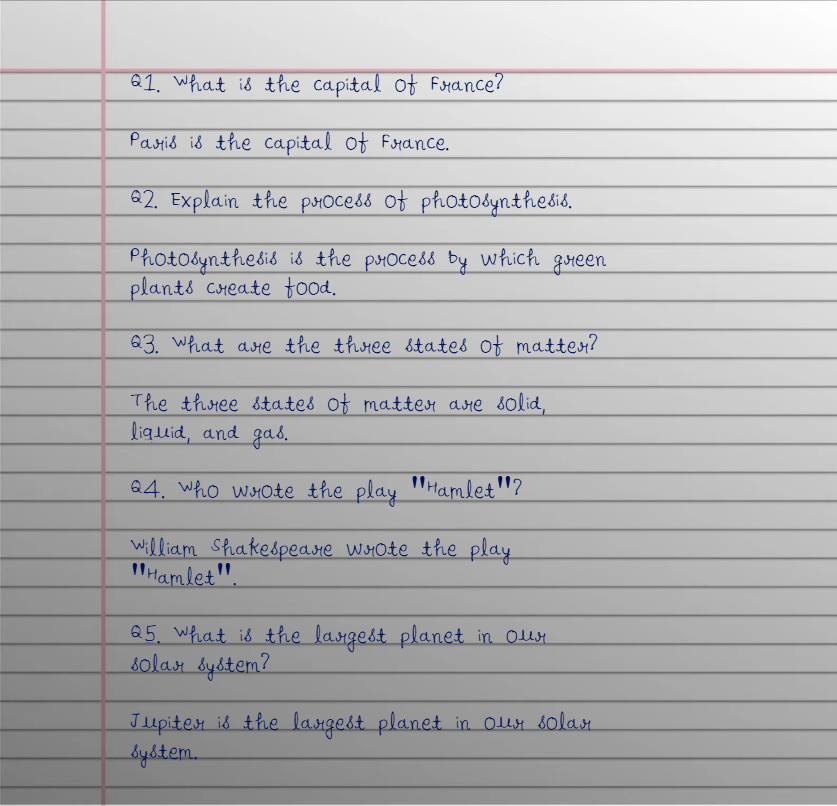 Q1. What is the capital of France?
Paris is the capital of France.
Q2. Explain the process of photosynthesis.
Photosynthesis is the process by which green
plants create food.
Q3. What are the three states of matter?
The three states of matter are solid,
liquid, and gas.
Q4. Who wrote the play "Hamlet"?
William Shakespeare wrote the play
"Hamlet".
Q5. What is the largest planet in our
solar system?
Jupiter is the largest planet in our solar
system.